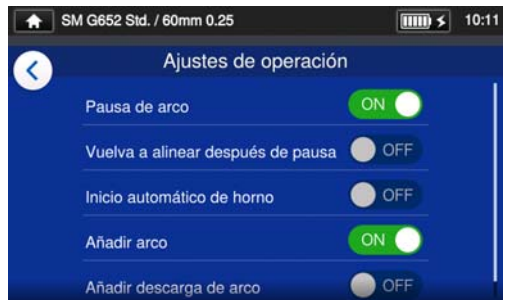 SM G652 Std. / 60mm 0.25 10:11
Ajustes de operación
Pausa de arco ON
Vuelva a alinear después de pausa OFF
Inicio automático de horno OFF
Añadir arco ON
Añadir descarga de arco OFF